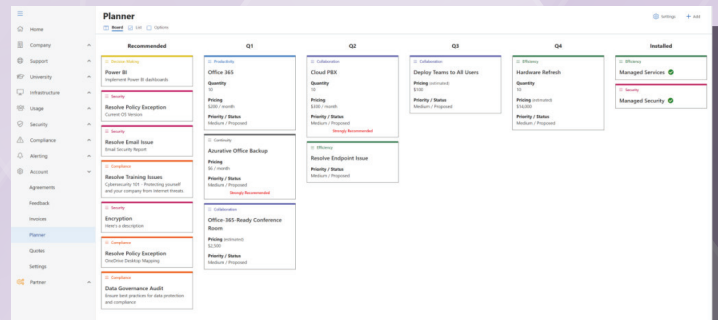 Planner
Board List Options
Settings + Add
Home
Company
Support
University
Infrastructure
Usage
Security
Compliance
Alerting
Account
Agreements
Feedback
Invoices
Planner
Quotes
Settings
Partner
Recommended
Decision Making
Power BI
Implement Power BI dashboards
Security
Resolve Policy Exception
Current OS Version
Security
Resolve Email Issue
Email Security Report
Compliance
Resolve Training Issues
Cybersecurity 101 - Protecting yourself
and your company from internet threats
Security
Encryption
Here's a description
Compliance
Resolve Policy Exception
OneDrive Desktop Mapping
Compliance
Data Governance Audit
Ensure best practices for data protection
and compliance
Q1
Productivity
Office 365
Quantity
10
Pricing
$200 / month
Priority / Status
Medium / Proposed
Continuity
Azurative Office Backup
Pricing
$6 / month
Priority / Status
Medium / Proposed
Strongly Recommended
Collaboration
Office-365-Ready Conference
Room
Pricing (estimated)
$2,500
Priority / Status
Medium / Proposed
Q2
Collaboration
Cloud PBX
Quantity
10
Pricing
Priority / Status
Medium / Proposed
Strongly Recommended
Efficiency
Resolve Endpoint Issue
Priority / Status
Medium / Proposed
Q3
Collaboration
Deploy Teams to All Users
Pricing (estimated)
$100
Priority / Status
Medium / Proposed
Q4
Efficiency
Hardware Refresh
Quantity
10
Pricing (estimated)
Priority / Status
Medium / Proposed
Installed
Efficiency
Managed Services
Security
Managed Security